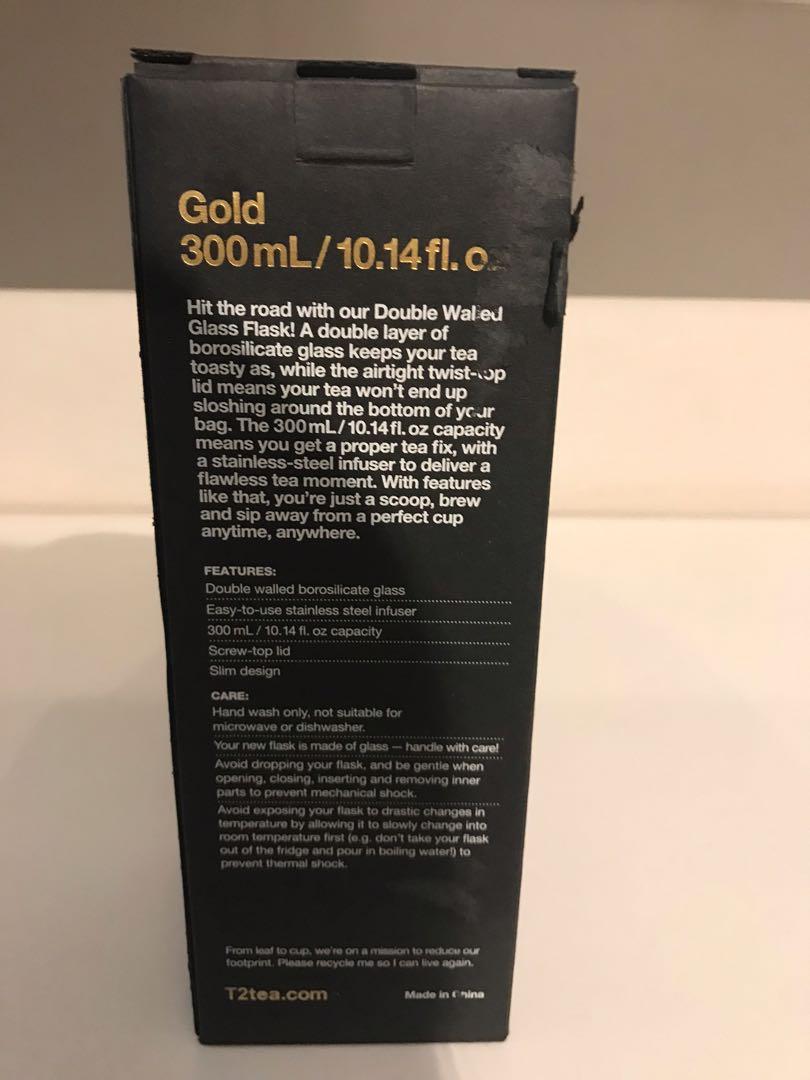 Gold
300 mL / 10.14 fl. oz
Hit the road with our Double Walled
Glass Flask! A double layer of
borosilicate glass keeps your tea
toasty as, while the airtight twist-top
lid means your tea won't end up
sloshing around the bottom of your
bag. The 300 mL / 10.14 fl. oz capacity
means you get a proper tea fix, with
a stainless-steel infuser to deliver a
flawless tea moment. With features
like that, you're just a scoop, brew
and sip away from a perfect cup
anytime, anywhere.
FEATURES:
Double walled borosilicate glass
Easy-to-use stainless steel infuser
300 mL / 10.14 fl. oz capacity
Screw-top lid
Slim design
CARE:
Hand wash only, not suitable for
microwave or dishwasher.
Your new flask is made of glass — handle with care!
Avoid dropping your flask, and be gentle when
opening, closing, inserting and removing inner
parts to prevent mechanical shock.
Avoid exposing your flask to drastic changes in
temperature by allowing it to slowly change into
room temperature first (e.g. don't take your flask
out of the fridge and pour in boiling water!) to
prevent thermal shock.
From leaf to cup, we're on a mission to reduce our
footprint. Please recycle me so I can live again.
T2tea.com
Made in China